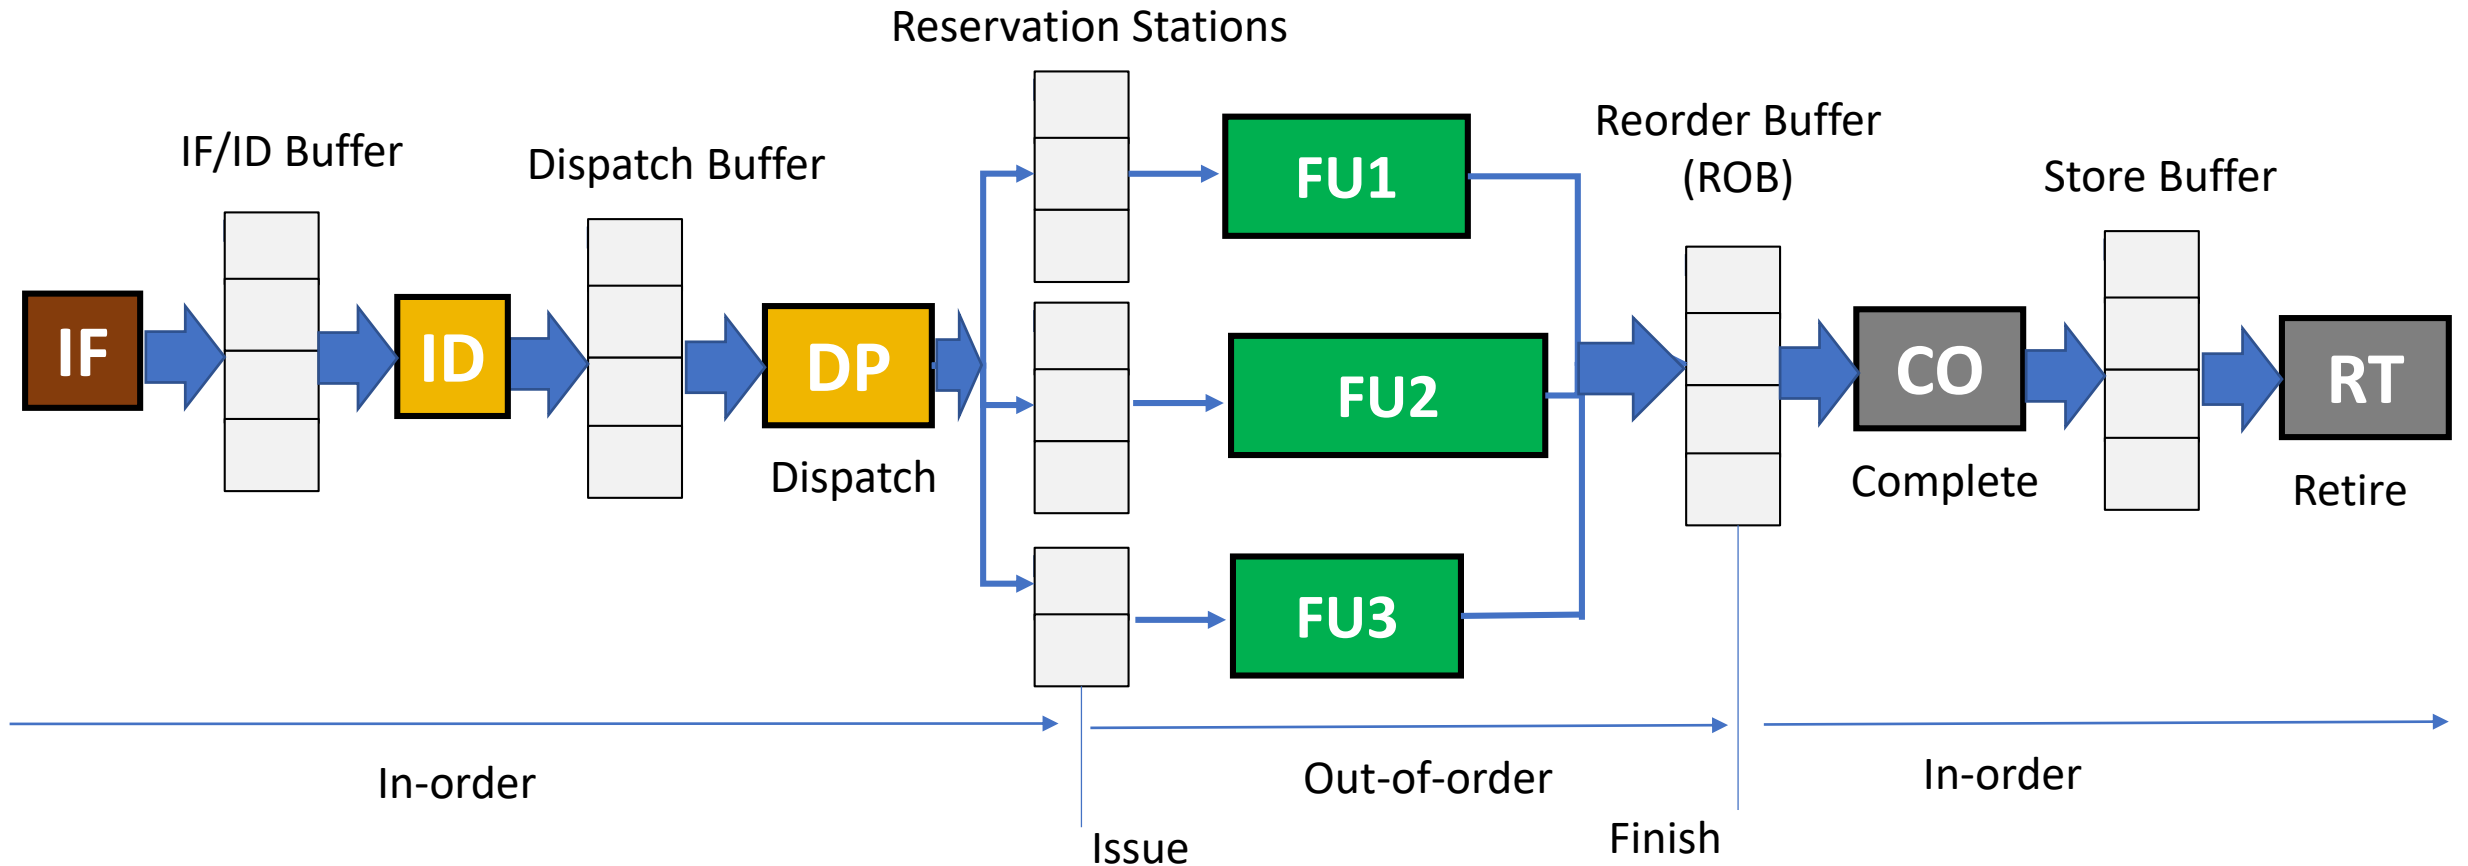 Reservation Stations
IF/ID Buffer
Dispatch Buffer
Reorder Buffer
(ROB)
Store Buffer
IF
ID
DP
FU1
FU2
FU3
CO
RT
Dispatch
Complete
Retire
In-order
Out-of-order
In-order
Issue
Finish